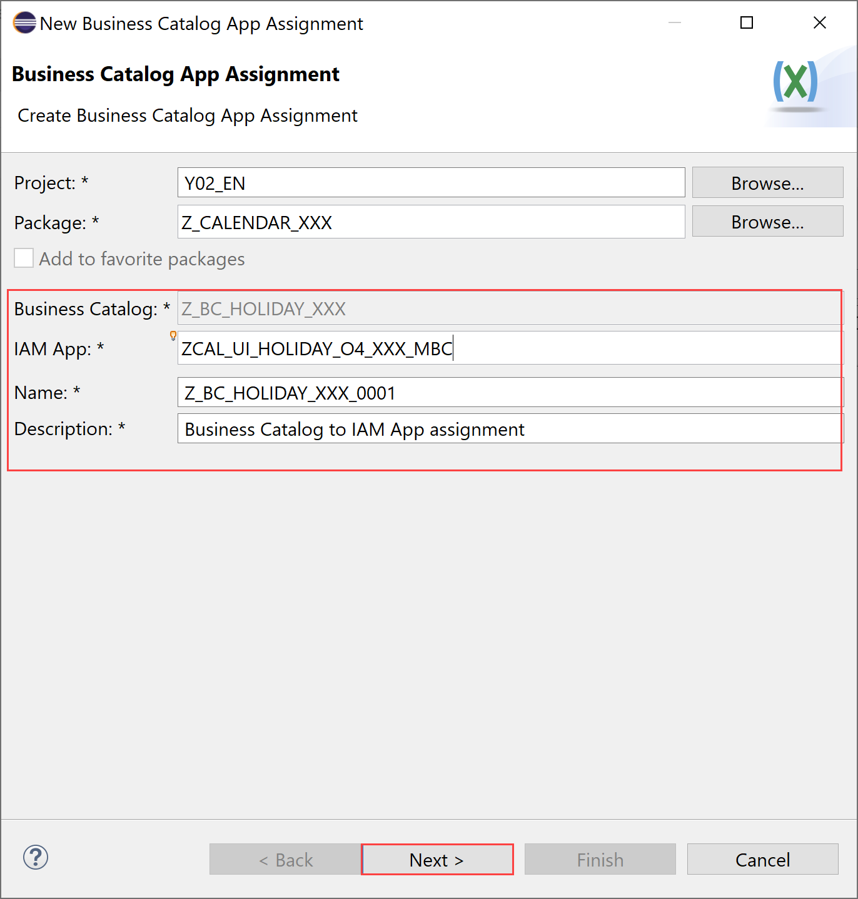 New Business Catalog App Assignment
Business Catalog App Assignment
Create Business Catalog App Assignment
Project: * Y02_EN Browse...
Package: * Z_CALENDAR_XXX Browse...
Add to favorite packages
Business Catalog: * Z_BC_HOLIDAY_XXX
IAM App: * ZCAL_UI_HOLIDAY_O4_XXX_MBC
Name: * Z_BC_HOLIDAY_XXX_0001
Description: * Business Catalog to IAM App assignment
? < Back Next > Finish Cancel